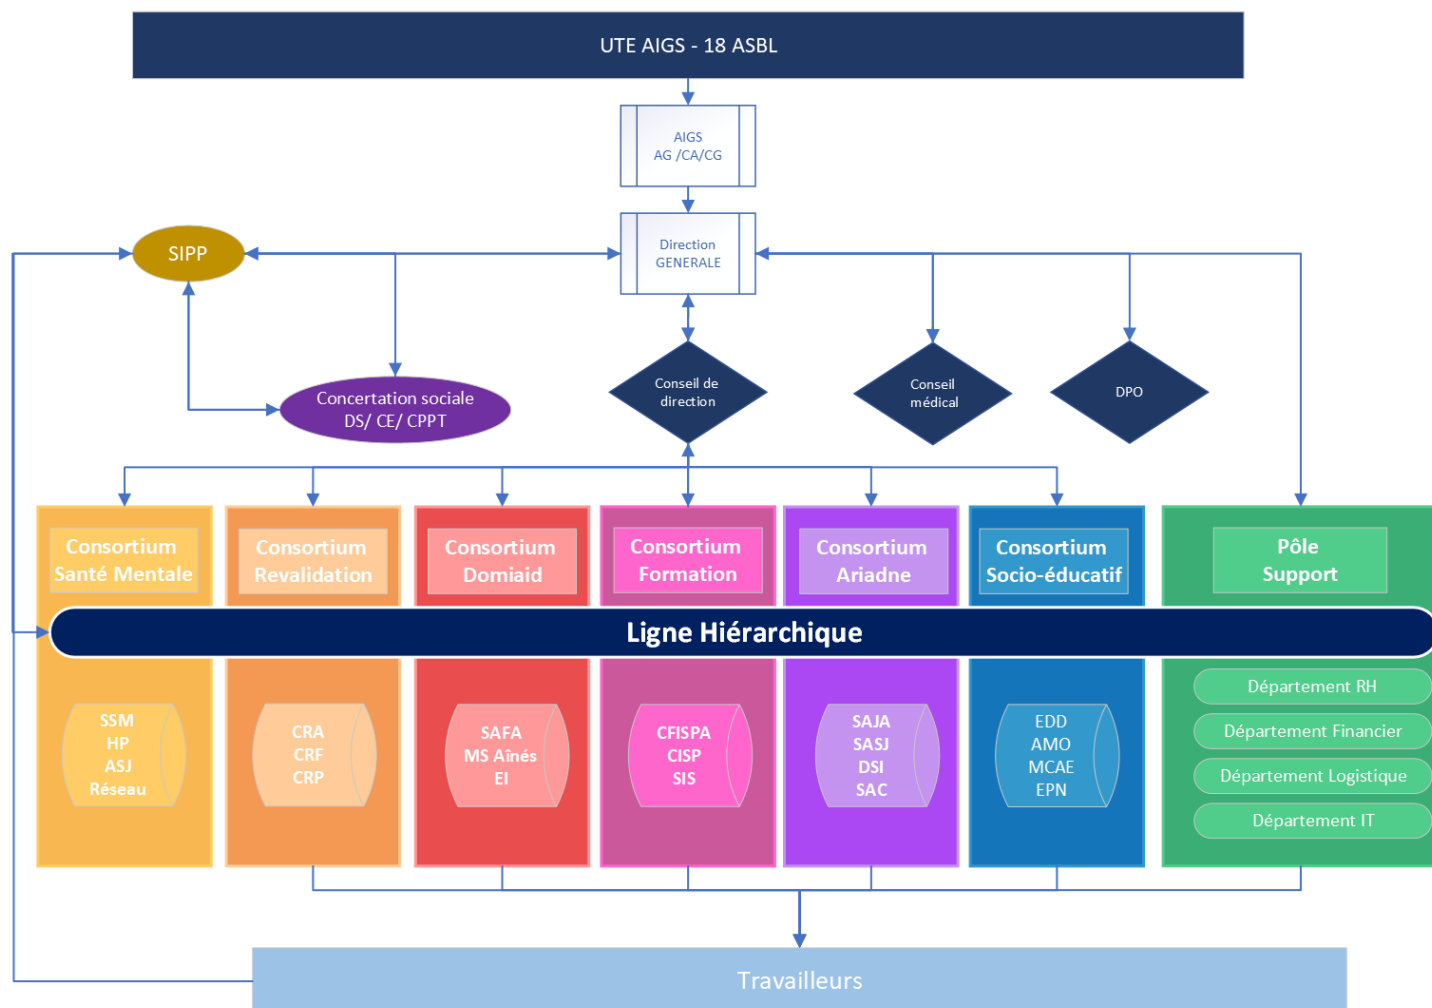 UTE AIGS - 18 ASBL
AIGS
AG /CA/CG
SIPP
Direction
GENERALE
Concertation sociale
DS/ CE/ CPPT
Conseil de
direction
Conseil
médical
DPO
Consortium
Santé Mentale
Consortium
Revalidation
Consortium
Domiaid
Consortium
Formation
Consortium
Ariadne
Consortium
Socio-éducatif
Pôle
Support
Ligne Hiérarchique
SSM
HP
ASJ
Réseau
CRA
CRF
CRP
SAFA
MS Aînés
EI
CFISPA
CISP
SIS
SAJA
SASJ
DSI
SAC
EDD
AMO
MCAE
EPN
Département RH
Département Financier
Département Logistique
Département IT
Travailleurs